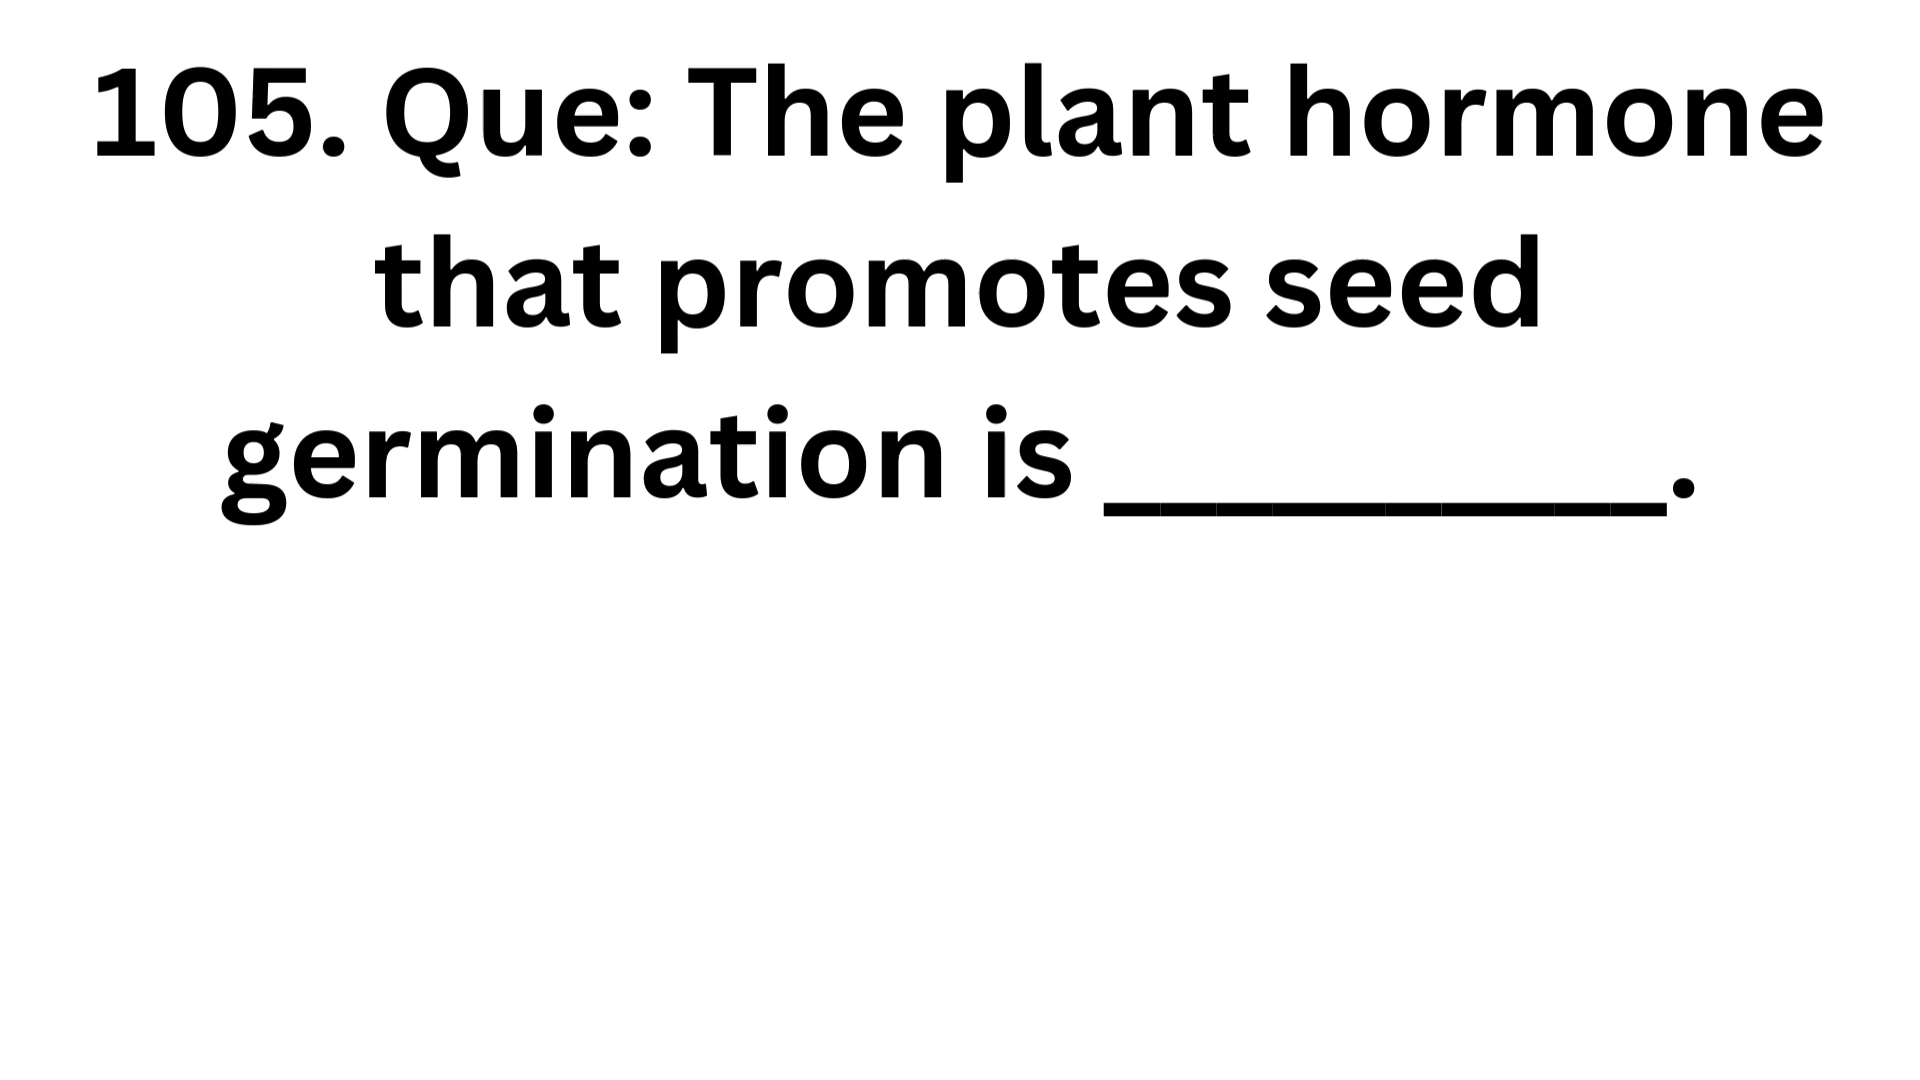 105. Que: The plant hormone
that promotes seed
germination is __________.